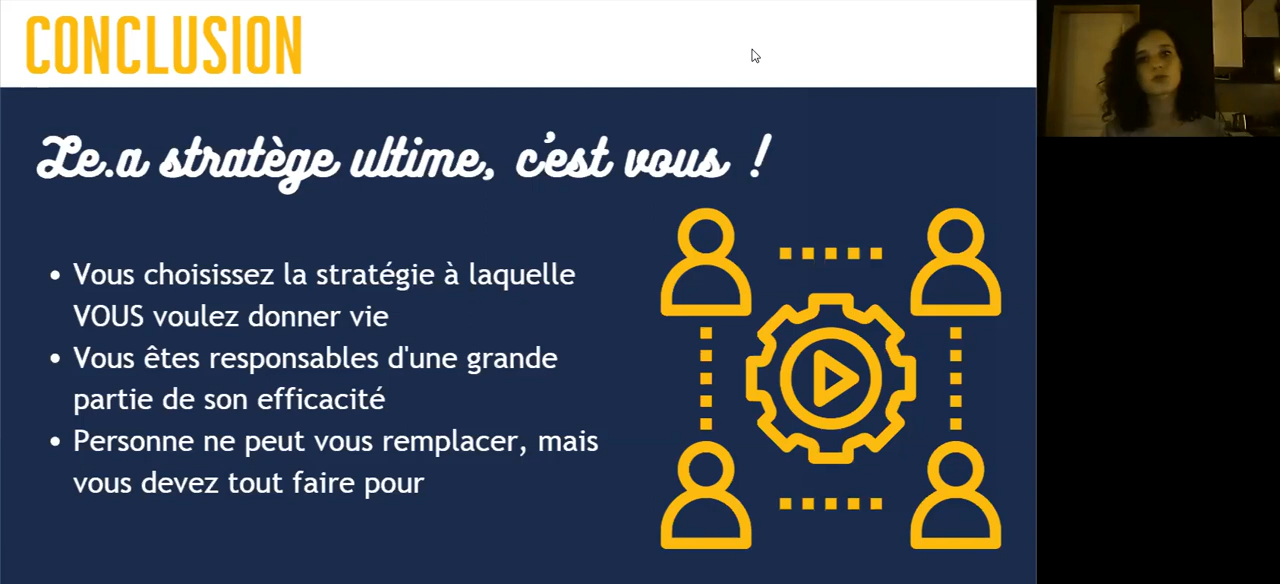 CONCLUSION
Le.a stratège ultime, c'est vous !
• Vous choisissez la stratégie à laquelle
VOUS voulez donner vie
• Vous êtes responsables d'une grande
partie de son efficacité
• Personne ne peut vous remplacer, mais
vous devez tout faire pour